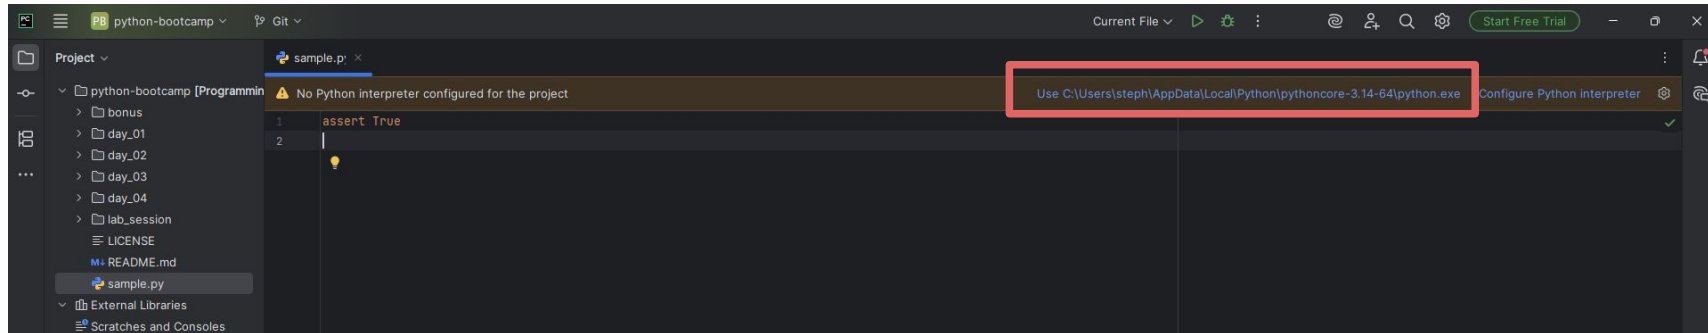 PC PB python-bootcamp Git Current File Start Free Trial
Project
sample.py
python-bootcamp [Programmin
No Python interpreter configured for the project Use C:\Users\steph\AppData\Local\Python\pythoncore-3.14-64\python.exe Configure Python interpreter
bonus
1 assert True
day_01
2
day_02
day_03
day_04
lab_session
LICENSE
M↓ README.md
sample.py
External Libraries
Scratches and Consoles